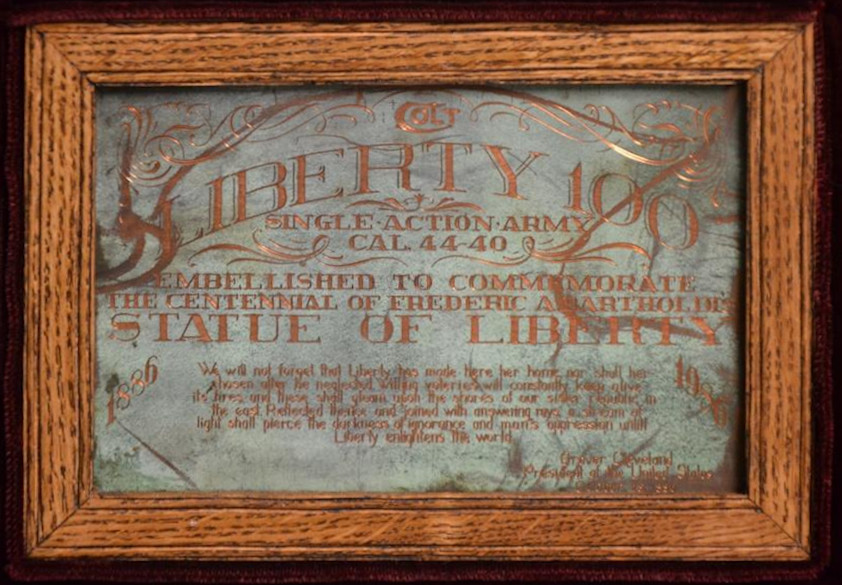 COLT
LIBERTY 100
SINGLE·ACTION·ARMY
CAL. 44-40
EMBELLISHED TO COMMEMORATE
THE CENTENNIAL OF FREDERIC A. BARTHOLDI'S
STATUE OF LIBERTY
1886
1986
We will not forget that Liberty has made here her home nor shall her
chosen altar be neglected. Willing votaries will constantly keep alive
its fires and these shall gleam upon the shores of our sister republic in
the east. Reflected thence and joined with answering rays a stream of
light shall pierce the darkness of ignorance and man's oppression until
Liberty enlightens the world
Grover Cleveland
President of the United States